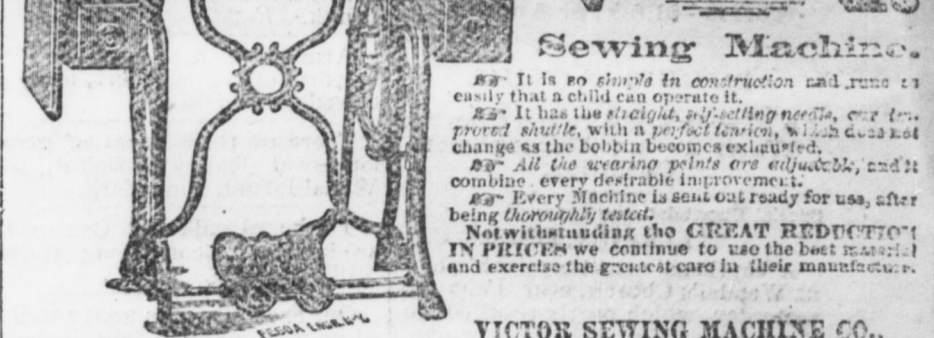 Sewing Machine.
☞ It is so simple in construction and runs so
easily that a child can operate it.
☞ It has the straight, self-setting needle, our im-
proved shuttle, with a perfect tension, which does not
change as the bobbin becomes exhausted.
☞ All the wearing points are adjustable, and it
combines every desirable improvement.
☞ Every Machine is sent out ready for use, after
being thoroughly tested.
Notwithstanding the GREAT REDUCTION
IN PRICES we continue to use the best material
and exercise the greatest care in their manufacture.
VICTOR SEWING MACHINE CO.,